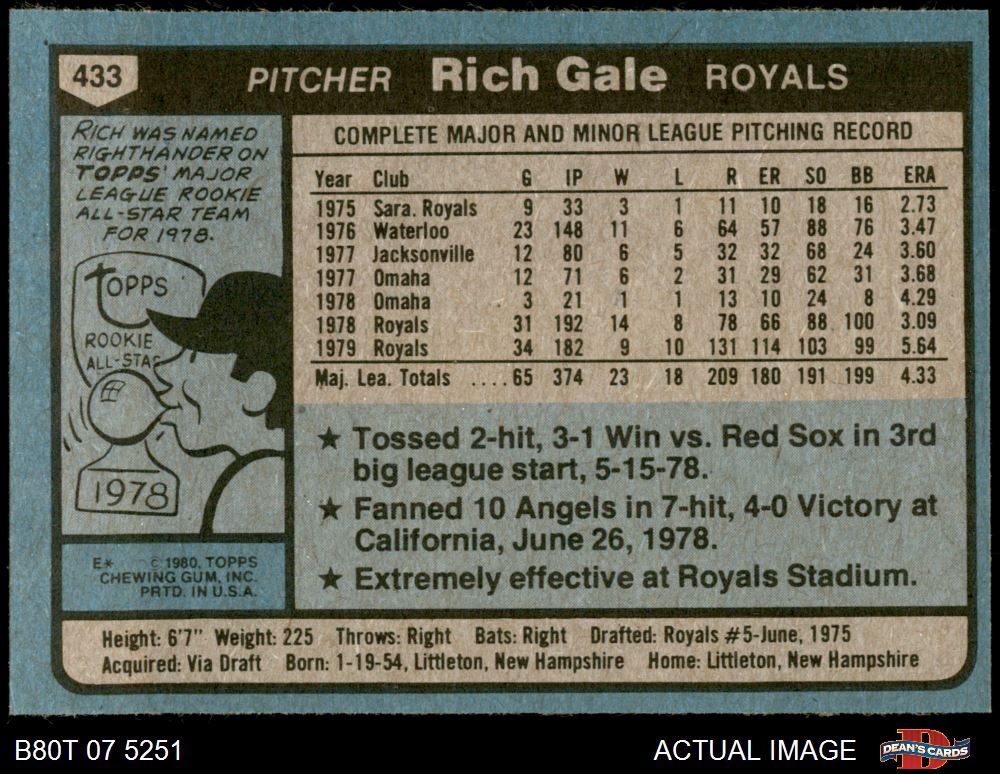 433
PITCHER Rich Gale ROYALS
RICH WAS NAMED
RIGHTHANDER ON
TOPPS' MAJOR
LEAGUE ROOKIE
ALL-STAR TEAM
FOR 1978.
TOPPS
ROOKIE
ALL-STAR
1978
E* © 1980. TOPPS
CHEWING GUM, INC.
PRTD. IN U.S.A.
COMPLETE MAJOR AND MINOR LEAGUE PITCHING RECORD
Year Club G IP W L R ER SO BB ERA
1975 Sara. Royals 9 33 3 1 11 10 18 16 2.73
1976 Waterloo 23 148 11 6 64 57 88 76 3.47
1977 Jacksonville 12 80 6 5 32 32 68 24 3.60
1977 Omaha 12 71 6 2 31 29 62 31 3.68
1978 Omaha 3 21 1 1 13 10 24 8 4.29
1978 Royals 31 192 14 8 78 66 88 100 3.09
1979 Royals 34 182 9 10 131 114 103 99 5.64
Maj. Lea. Totals ....65 374 23 18 209 180 191 199 4.33
★ Tossed 2-hit, 3-1 Win vs. Red Sox in 3rd
big league start, 5-15-78.
★ Fanned 10 Angels in 7-hit, 4-0 Victory at
California, June 26, 1978.
★ Extremely effective at Royals Stadium.
Height: 6'7" Weight: 225 Throws: Right Bats: Right Drafted: Royals #5-June, 1975
Acquired: Via Draft Born: 1-19-54, Littleton, New Hampshire Home: Littleton, New Hampshire
B80T 07 5251 ACTUAL IMAGE DEAN'S CARDS